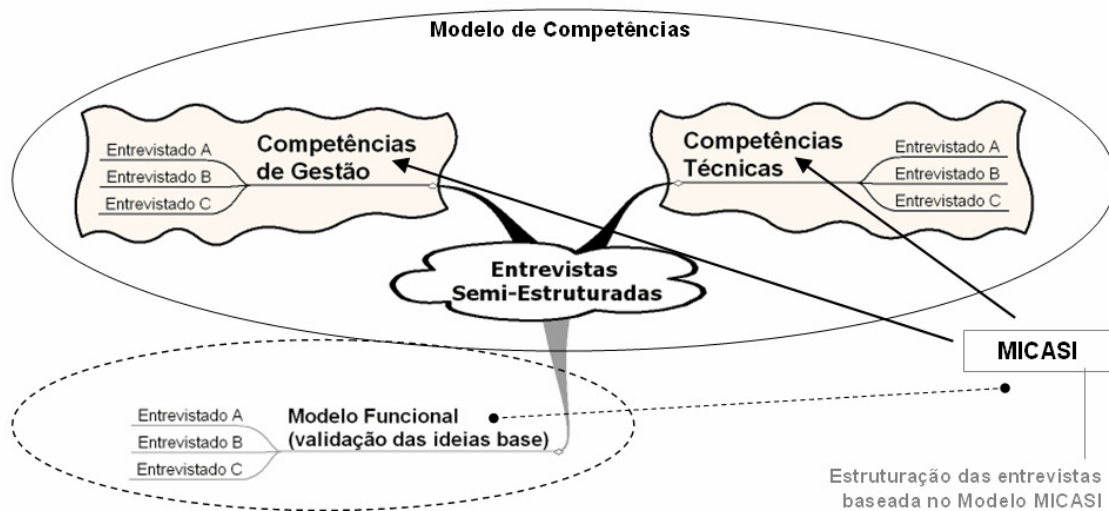 Modelo de Competências
Entrevistado A
Entrevistado B
Entrevistado C
Competências
de Gestão
Competências
Técnicas
Entrevistado A
Entrevistado B
Entrevistado C
Entrevistas
Semi-Estruturadas
MICASI
Entrevistado A
Entrevistado B
Entrevistado C
Modelo Funcional
(validação das ideias base)
Estruturação das entrevistas
baseada no Modelo MICASI